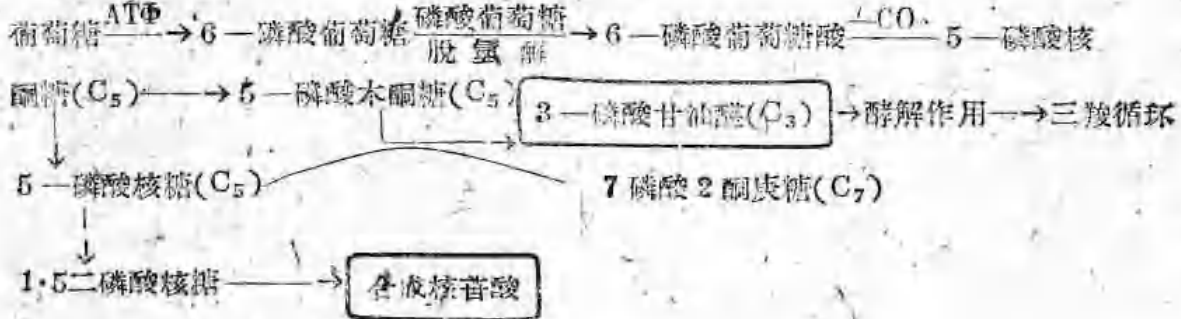 葡萄糖 ATΦ → 6—磷酸葡萄糖 磷酸葡萄糖脱氢酶 → 6—磷酸葡萄糖酸 —CO 5—磷酸核
酮糖(C₅) → 5—磷酸木酮糖(C₅) 3—磷酸甘油醛(C₃) → 酵解作用 → 三羧循环
5—磷酸核糖(C₅) 7磷酸2酮庚糖(C₇)
1·5二磷酸核糖 → 合成核苷酸